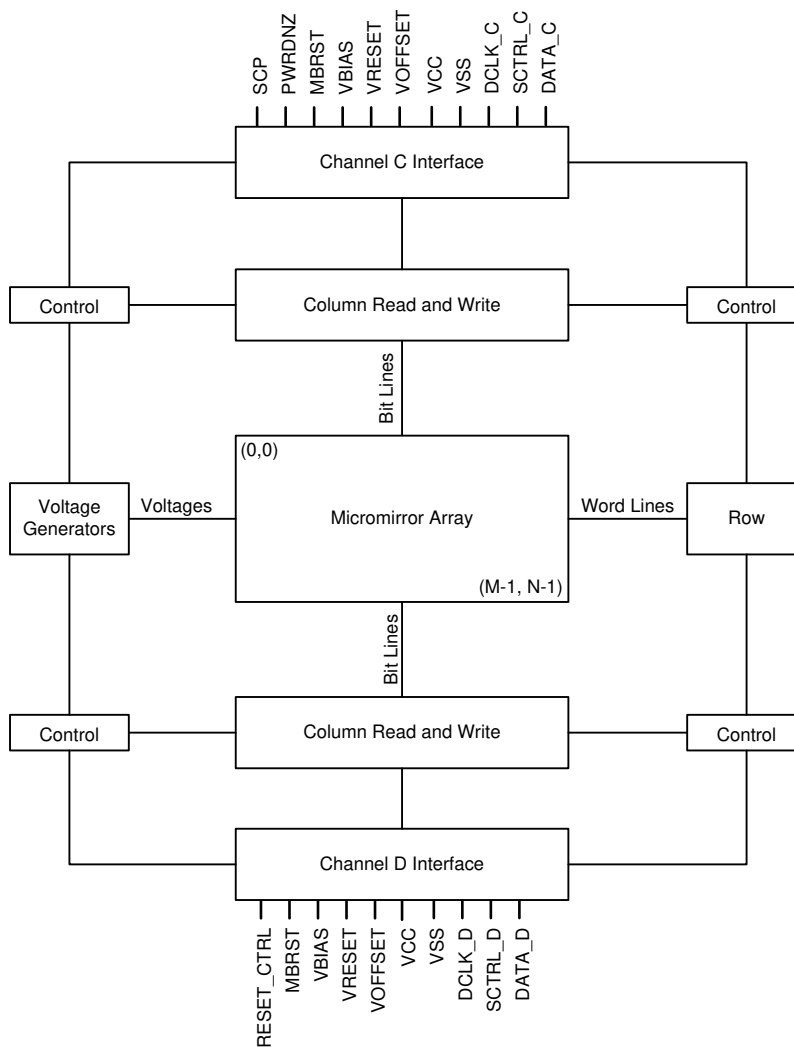 SCP
PWRDNZ
MBRST
VBIAS
VRESET
VOFFSET
VCC
VSS
DCLK_C
SCTRL_C
DATA_C
Channel C Interface
Control
Column Read and Write
Control
Bit Lines
(0,0)
Voltage
Generators
Voltages
Micromirror Array
Word Lines
Row
(M-1, N-1)
Bit Lines
Control
Column Read and Write
Control
Channel D Interface
RESET_CTRL
MBRST
VBIAS
VRESET
VOFFSET
VCC
VSS
DCLK_D
SCTRL_D
DATA_D